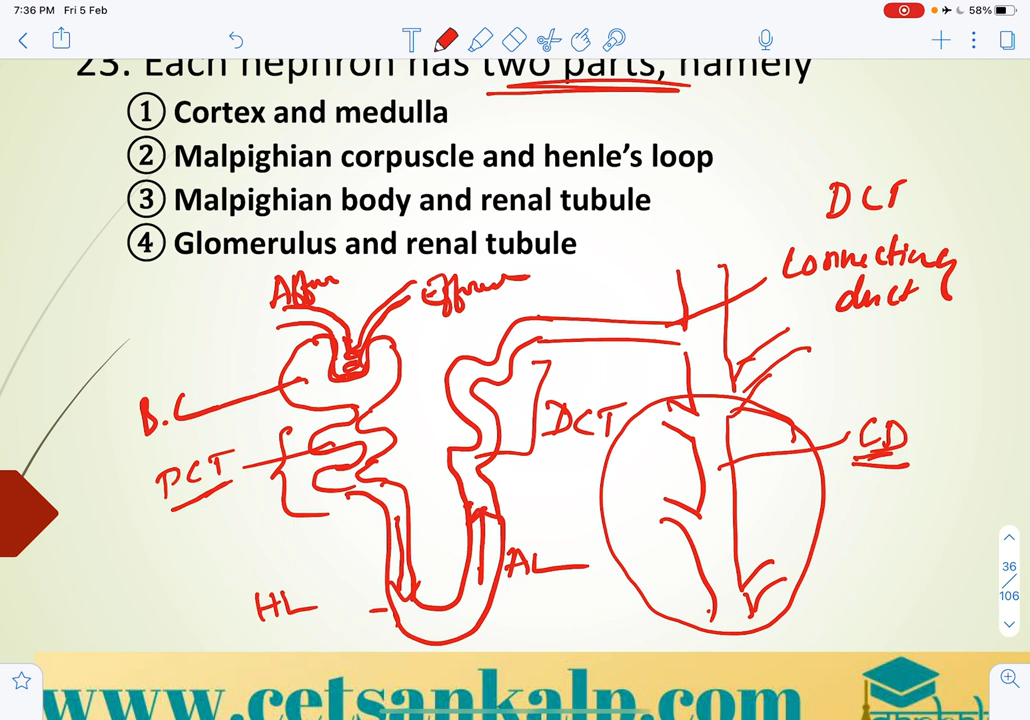 7:36 PM Fri 5 Feb
58%
23. Each nephron has two parts, namely
1 Cortex and medulla
2 Malpighian corpuscle and henle's loop
3 Malpighian body and renal tubule
4 Glomerulus and renal tubule
DCT
Connecting
duct
B.C
PCT
DCT
CD
AL
HL
36
106
www.cetsankalp.com